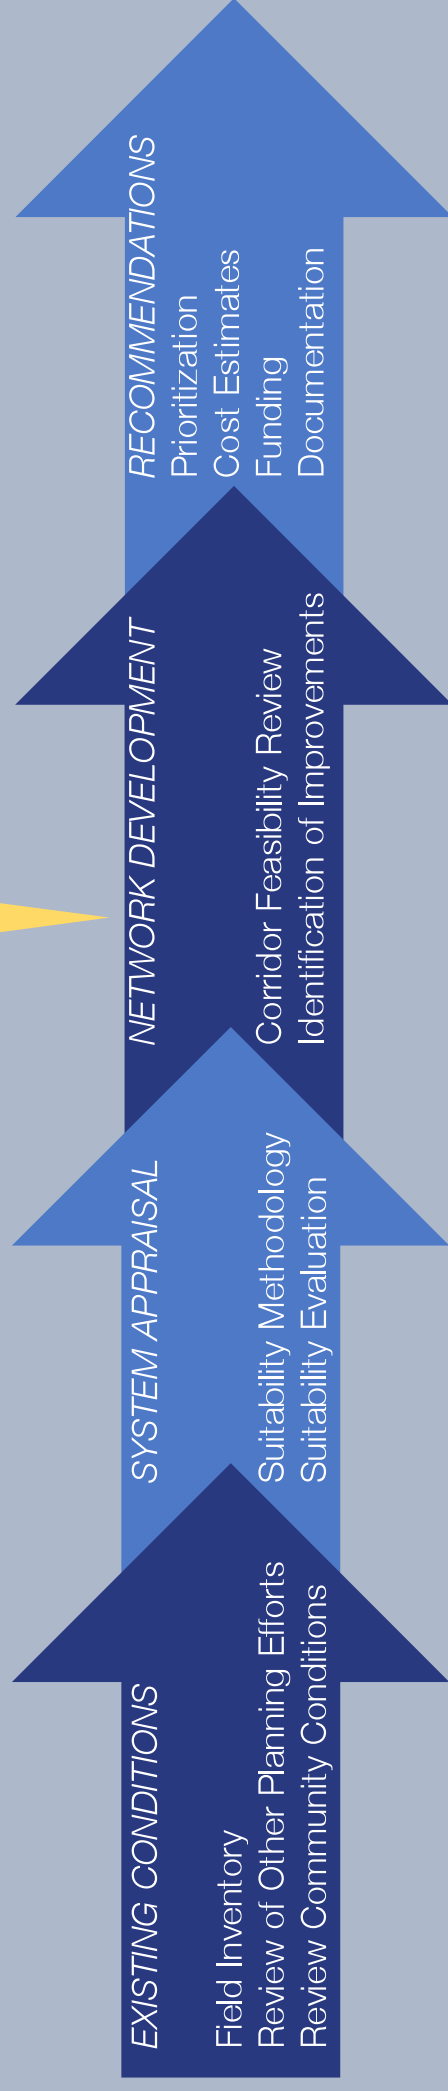 EXISTING CONDITIONS
Field Inventory
Review of Other Planning Efforts
Review Community Conditions
SYSTEM APPRAISAL
Suitability Methodology
Suitability Evaluation
NETWORK DEVELOPMENT
Corridor Feasibility Review
Identification of Improvements
RECOMMENDATIONS
Prioritization
Cost Estimates
Funding
Documentation